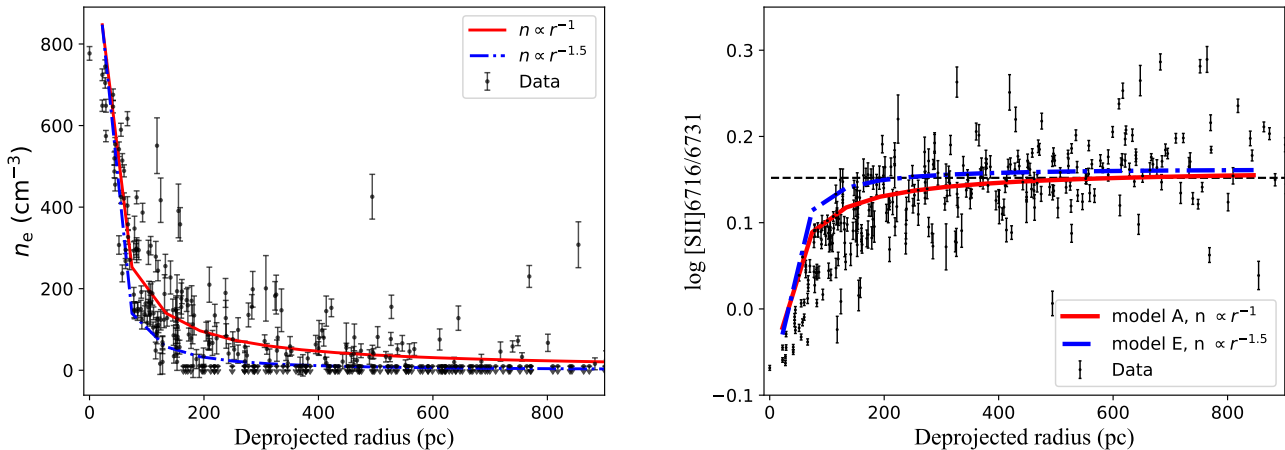 n ∝ r⁻¹
n ∝ r⁻¹·⁵
Data
800
600
400
200
0
nₑ (cm⁻³)
0 200 400 600 800
Deprojected radius (pc)
0.3
0.2
0.1
0.0
−0.1
log [SII]6716/6731
model A, n ∝ r⁻¹
model E, n ∝ r⁻¹·⁵
Data
0 200 400 600 800
Deprojected radius (pc)